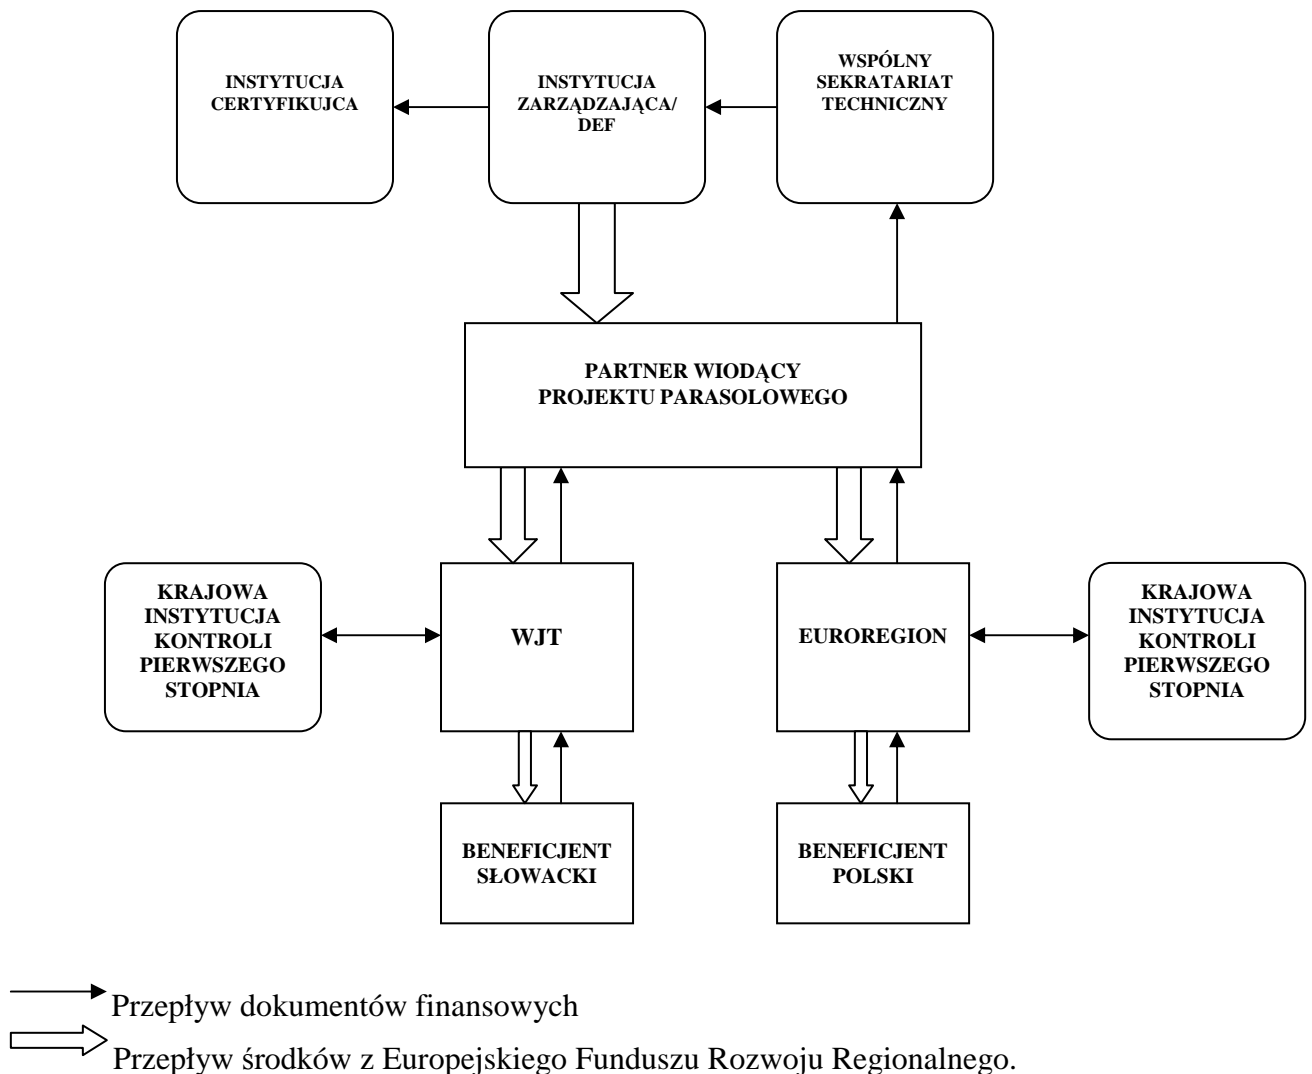 INSTYTUCJA
CERTYFIKUJCA
INSTYTUCJA
ZARZĄDZAJĄCA/
DEF
WSPÓLNY
SEKRATARIAT
TECHNICZNY
PARTNER WIODĄCY
PROJEKTU PARASOLOWEGO
KRAJOWA
INSTYTUCJA
KONTROLI
PIERWSZEGO
STOPNIA
WJT
EUROREGION
KRAJOWA
INSTYTUCJA
KONTROLI
PIERWSZEGO
STOPNIA
BENEFICJENT
SŁOWACKI
BENEFICJENT
POLSKI
Przepływ dokumentów finansowych
Przepływ środków z Europejskiego Funduszu Rozwoju Regionalnego.